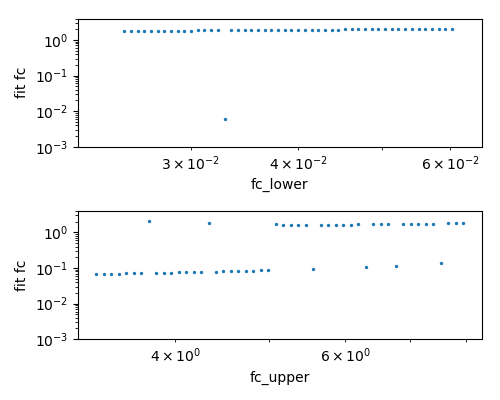 10⁰
10⁻¹
10⁻²
10⁻³
fit fc
3 × 10⁻² 4 × 10⁻² 6 × 10⁻²
fc_lower
10⁰
10⁻¹
10⁻²
10⁻³
fit fc
4 × 10⁰ 6 × 10⁰
fc_upper